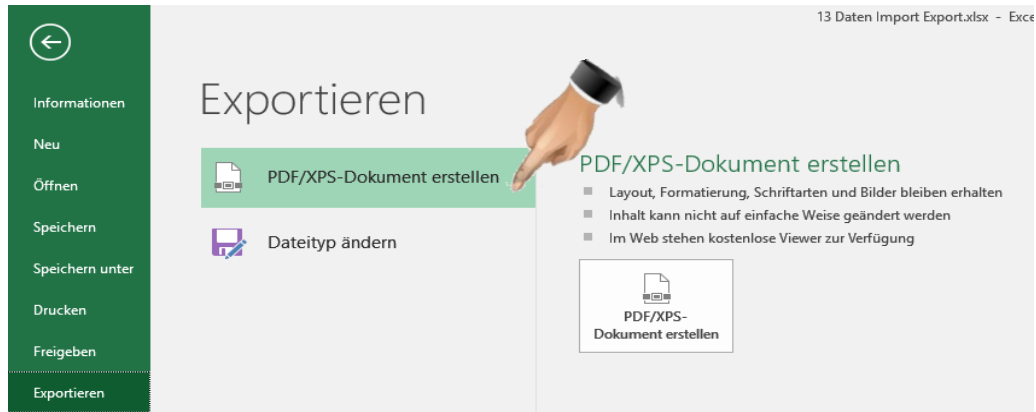 13 Daten Import Export.xlsx - Exce
Informationen
Neu
Öffnen
Speichern
Speichern unter
Drucken
Freigeben
Exportieren
Exportieren
PDF/XPS-Dokument erstellen
Dateityp ändern
PDF/XPS-Dokument erstellen
Layout, Formatierung, Schriftarten und Bilder bleiben erhalten
Inhalt kann nicht auf einfache Weise geändert werden
Im Web stehen kostenlose Viewer zur Verfügung
PDF/XPS-
Dokument erstellen